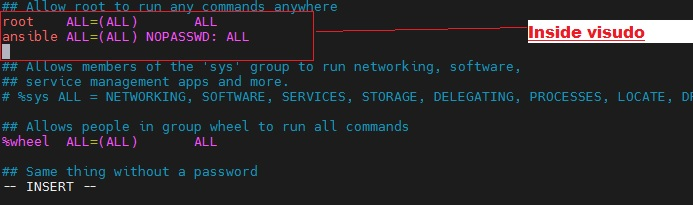 ## Allow root to run any commands anywhere
root    ALL=(ALL)       ALL
ansible ALL=(ALL) NOPASSWD: ALL
Inside visudo
## Allows members of the 'sys' group to run networking, software,
## service management apps and more.
# %sys ALL = NETWORKING, SOFTWARE, SERVICES, STORAGE, DELEGATING, PROCESSES, LOCATE,
## Allows people in group wheel to run all commands
%wheel  ALL=(ALL)       ALL
## Same thing without a password
-- INSERT --